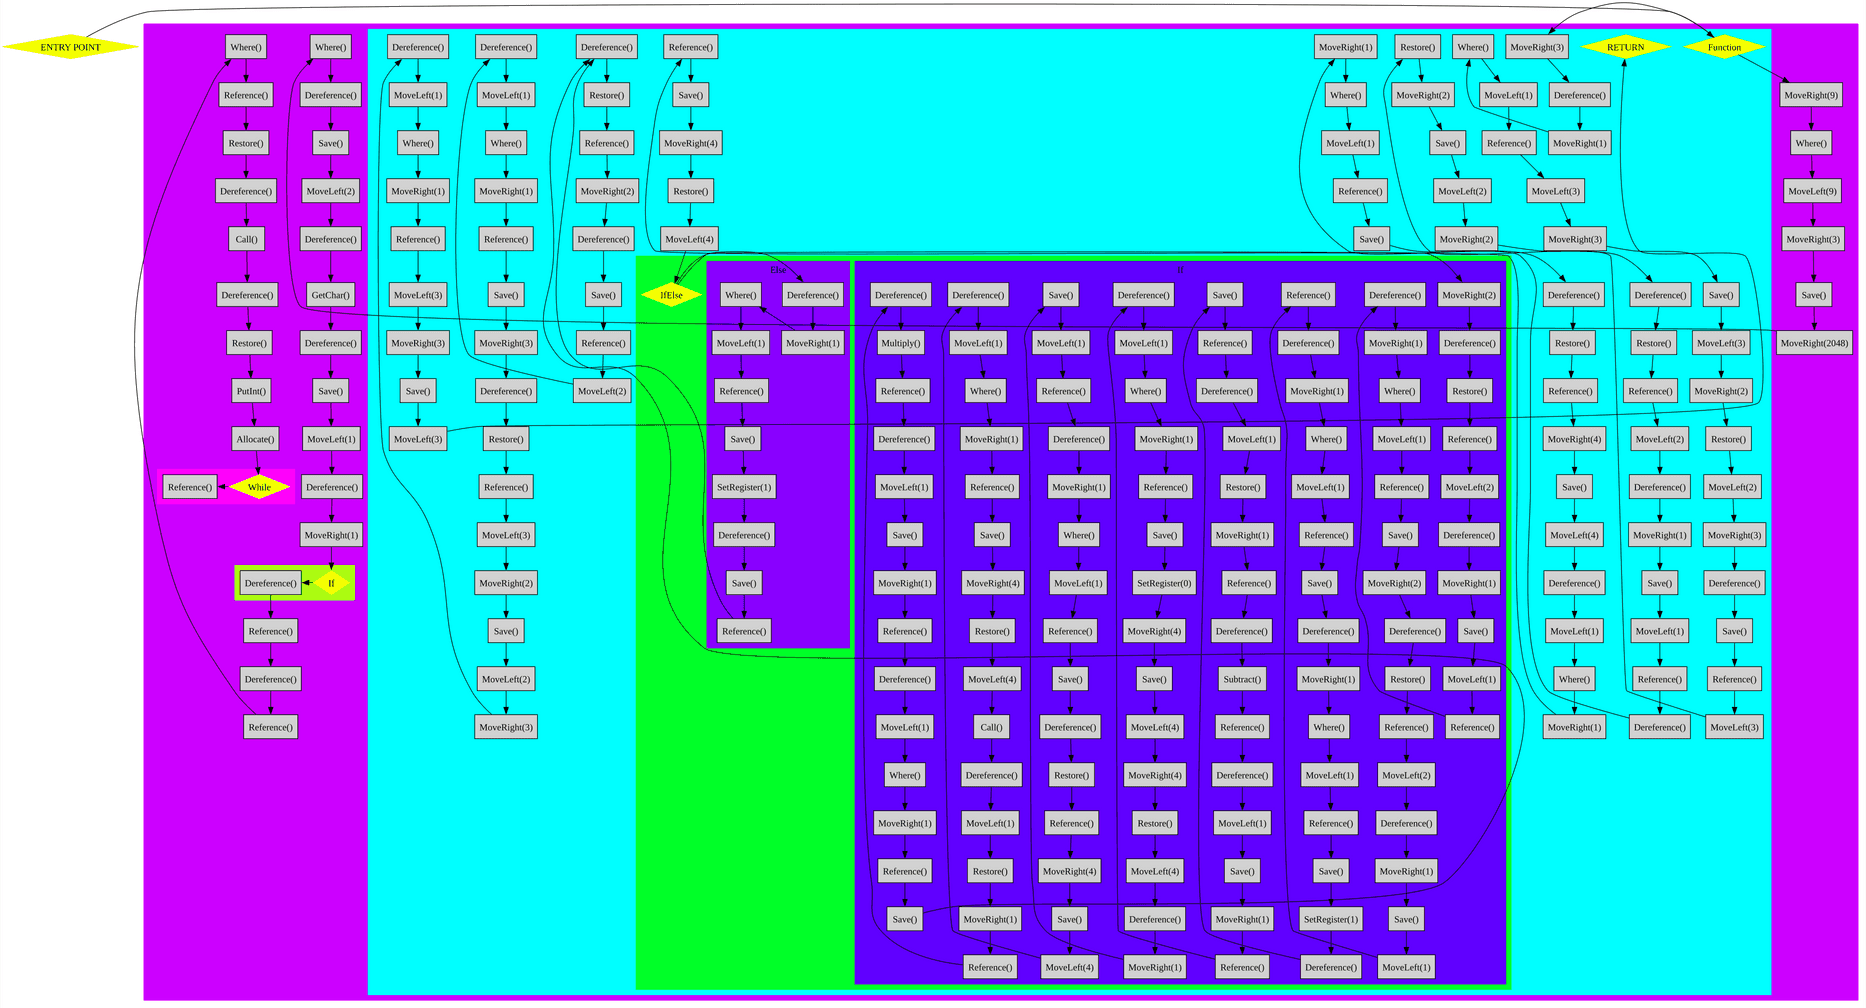 ENTRY POINT
Where()
Reference()
Restore()
Dereference()
Call()
Dereference()
Restore()
PutInt()
Allocate()
While
Reference()
Where()
Dereference()
Save()
MoveLeft(2)
Dereference()
GetChar()
Dereference()
Save()
MoveLeft(1)
Dereference()
MoveRight(1)
If
Dereference()
Reference()
Dereference()
Reference()
Dereference()
MoveLeft(1)
Where()
MoveRight(1)
Reference()
MoveLeft(3)
MoveRight(3)
Save()
MoveLeft(3)
Dereference()
MoveLeft(1)
Where()
MoveRight(1)
Reference()
Save()
MoveRight(3)
Dereference()
Restore()
Reference()
MoveLeft(3)
MoveRight(2)
Save()
MoveLeft(2)
MoveRight(3)
Dereference()
Restore()
Reference()
MoveRight(2)
Dereference()
Save()
Reference()
MoveLeft(2)
Reference()
Save()
MoveRight(4)
Restore()
MoveLeft(4)
IfElse
Else
Where()
MoveLeft(1)
Reference()
Save()
SetRegister(1)
Dereference()
Save()
Reference()
Dereference()
MoveRight(1)
If
Dereference()
Multiply()
Reference()
Dereference()
MoveLeft(1)
Save()
MoveRight(1)
Reference()
Dereference()
MoveLeft(1)
Where()
MoveRight(1)
Reference()
Save()
Dereference()
MoveLeft(1)
Where()
MoveRight(1)
Reference()
Save()
MoveRight(4)
Restore()
MoveLeft(4)
Call()
Dereference()
MoveLeft(1)
Restore()
MoveRight(1)
Reference()
Save()
MoveLeft(1)
Reference()
Dereference()
MoveRight(1)
Where()
MoveLeft(1)
Reference()
Save()
Dereference()
Restore()
Reference()
MoveRight(4)
Save()
MoveLeft(4)
Dereference()
MoveLeft(1)
Where()
MoveRight(1)
Reference()
Save()
SetRegister(0)
MoveRight(4)
Save()
MoveLeft(4)
MoveRight(4)
Restore()
MoveLeft(4)
Dereference()
MoveRight(1)
Save()
Reference()
Dereference()
MoveLeft(1)
Restore()
MoveRight(1)
Reference()
Dereference()
Subtract()
Reference()
Dereference()
MoveLeft(1)
Save()
MoveRight(1)
Reference()
Reference()
Dereference()
MoveRight(1)
Where()
MoveLeft(1)
Reference()
Save()
Dereference()
MoveRight(1)
Where()
MoveLeft(1)
Reference()
Save()
SetRegister(1)
Dereference()
Dereference()
MoveRight(1)
Where()
MoveLeft(1)
Reference()
Save()
MoveRight(2)
Dereference()
Restore()
Reference()
MoveLeft(2)
Dereference()
MoveRight(1)
Save()
MoveLeft(1)
MoveRight(2)
Dereference()
Restore()
Reference()
MoveLeft(2)
Dereference()
MoveRight(1)
Save()
MoveLeft(1)
Reference()
MoveRight(1)
Where()
MoveLeft(1)
Reference()
Save()
Restore()
MoveRight(2)
Save()
MoveLeft(2)
MoveRight(2)
Where()
MoveLeft(1)
Reference()
MoveLeft(3)
MoveRight(3)
MoveRight(3)
Dereference()
MoveRight(1)
Dereference()
Restore()
Reference()
MoveRight(4)
Save()
MoveLeft(4)
Dereference()
MoveLeft(1)
Where()
MoveRight(1)
RETURN
Dereference()
Restore()
Reference()
MoveLeft(2)
Dereference()
MoveRight(1)
Save()
MoveLeft(1)
Reference()
Dereference()
Function
Save()
MoveLeft(3)
MoveRight(2)
Restore()
MoveLeft(2)
MoveRight(3)
Dereference()
Save()
Reference()
MoveLeft(3)
MoveRight(9)
Where()
MoveLeft(9)
MoveRight(3)
Save()
MoveRight(2048)